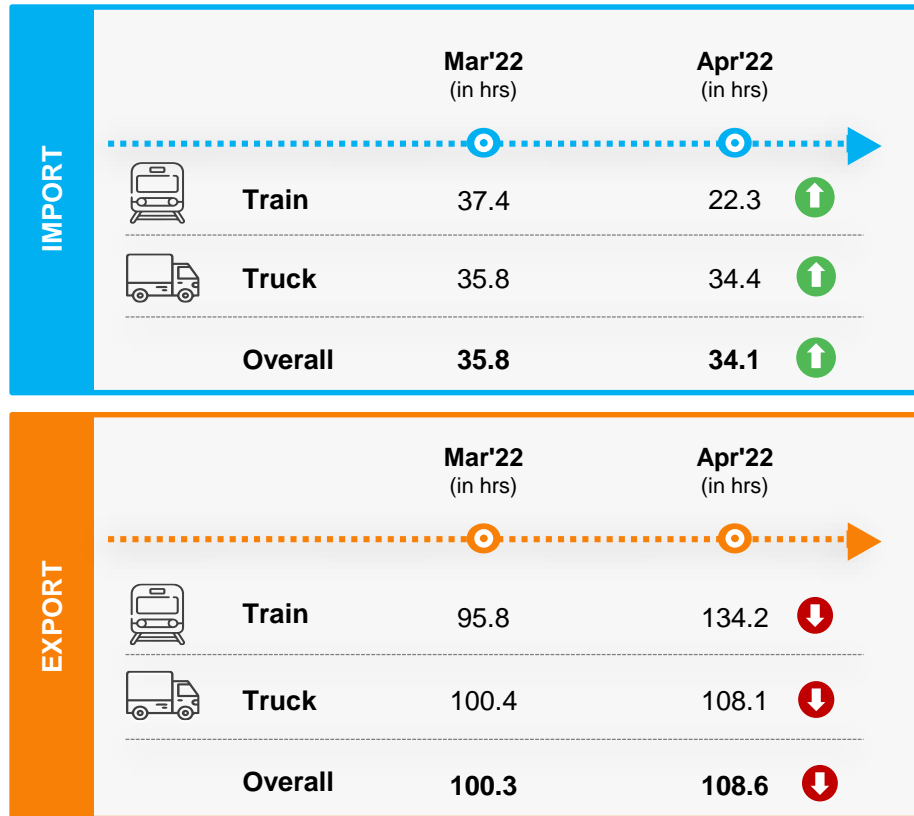 IMPORT
Mar'22 Apr'22
(in hrs) (in hrs)
Train 37.4 22.3
Truck 35.8 34.4
Overall 35.8 34.1
EXPORT
Mar'22 Apr'22
(in hrs) (in hrs)
Train 95.8 134.2
Truck 100.4 108.1
Overall 100.3 108.6